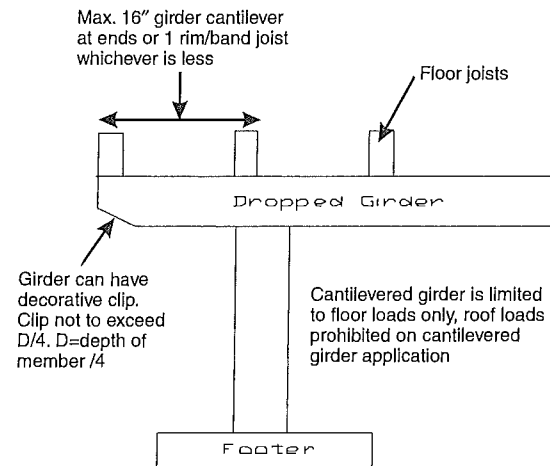 Max. 16″ girder cantilever
at ends or 1 rim/band joist
whichever is less
Floor joists
Dropped Girder
Girder can have
decorative clip.
Clip not to exceed
D/4. D=depth of
member /4
Cantilevered girder is limited
to floor loads only, roof loads
prohibited on cantilevered
girder application
Footer